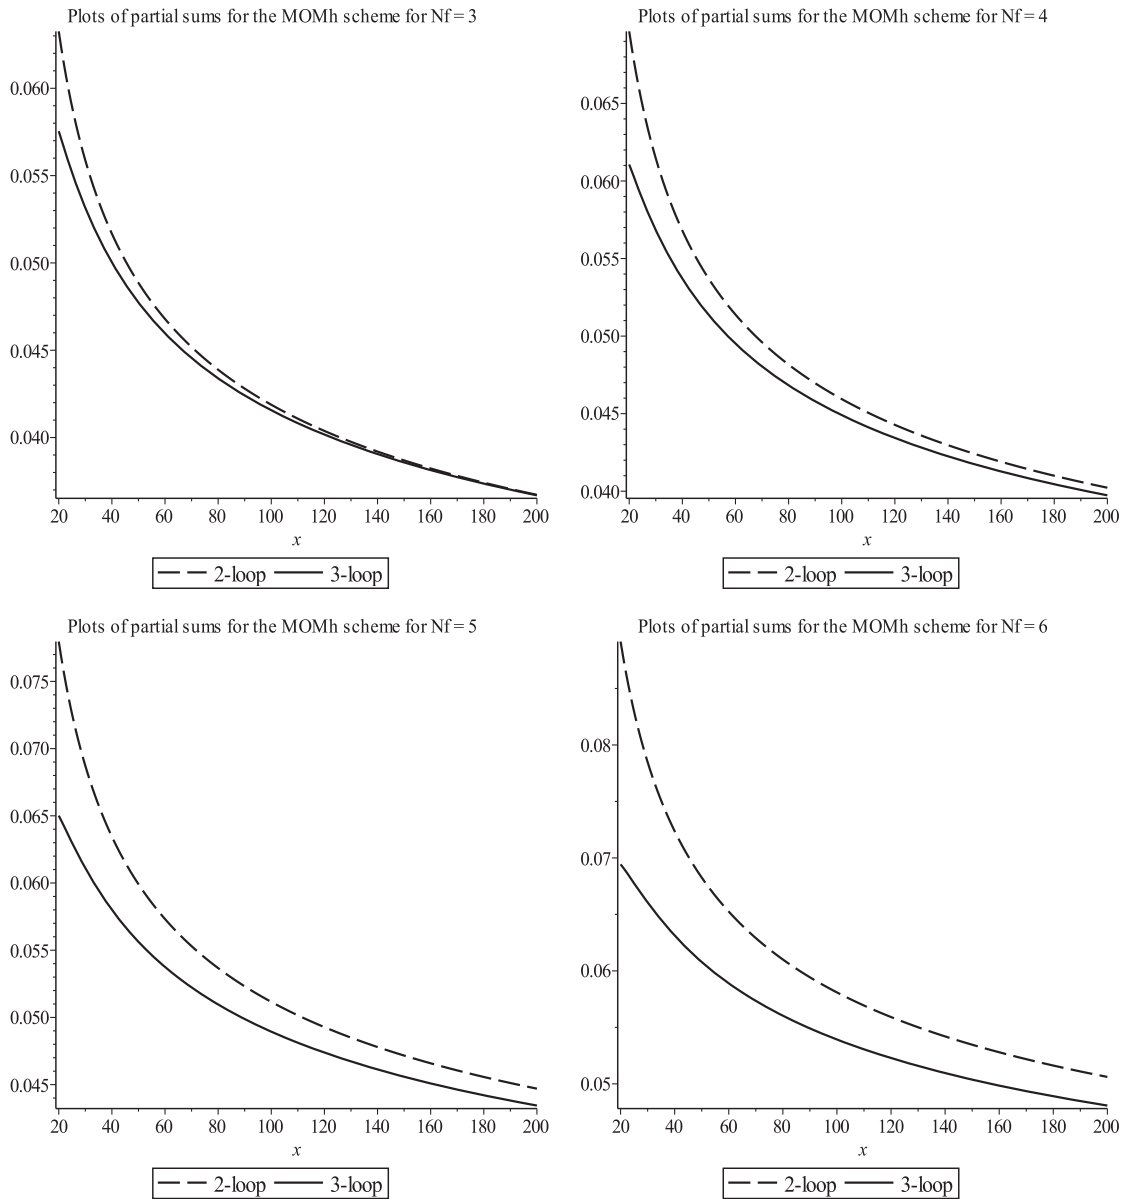 Plots of partial sums for the MOMh scheme for Nf = 3
0.060
0.055
0.050
0.045
0.040
20 40 60 80 100 120 140 160 180 200
x
2-loop 3-loop
Plots of partial sums for the MOMh scheme for Nf = 4
0.065
0.060
0.055
0.050
0.045
0.040
20 40 60 80 100 120 140 160 180 200
x
2-loop 3-loop
Plots of partial sums for the MOMh scheme for Nf = 5
0.075
0.070
0.065
0.060
0.055
0.050
0.045
20 40 60 80 100 120 140 160 180 200
x
2-loop 3-loop
Plots of partial sums for the MOMh scheme for Nf = 6
0.08
0.07
0.06
0.05
20 40 60 80 100 120 140 160 180 200
x
2-loop 3-loop